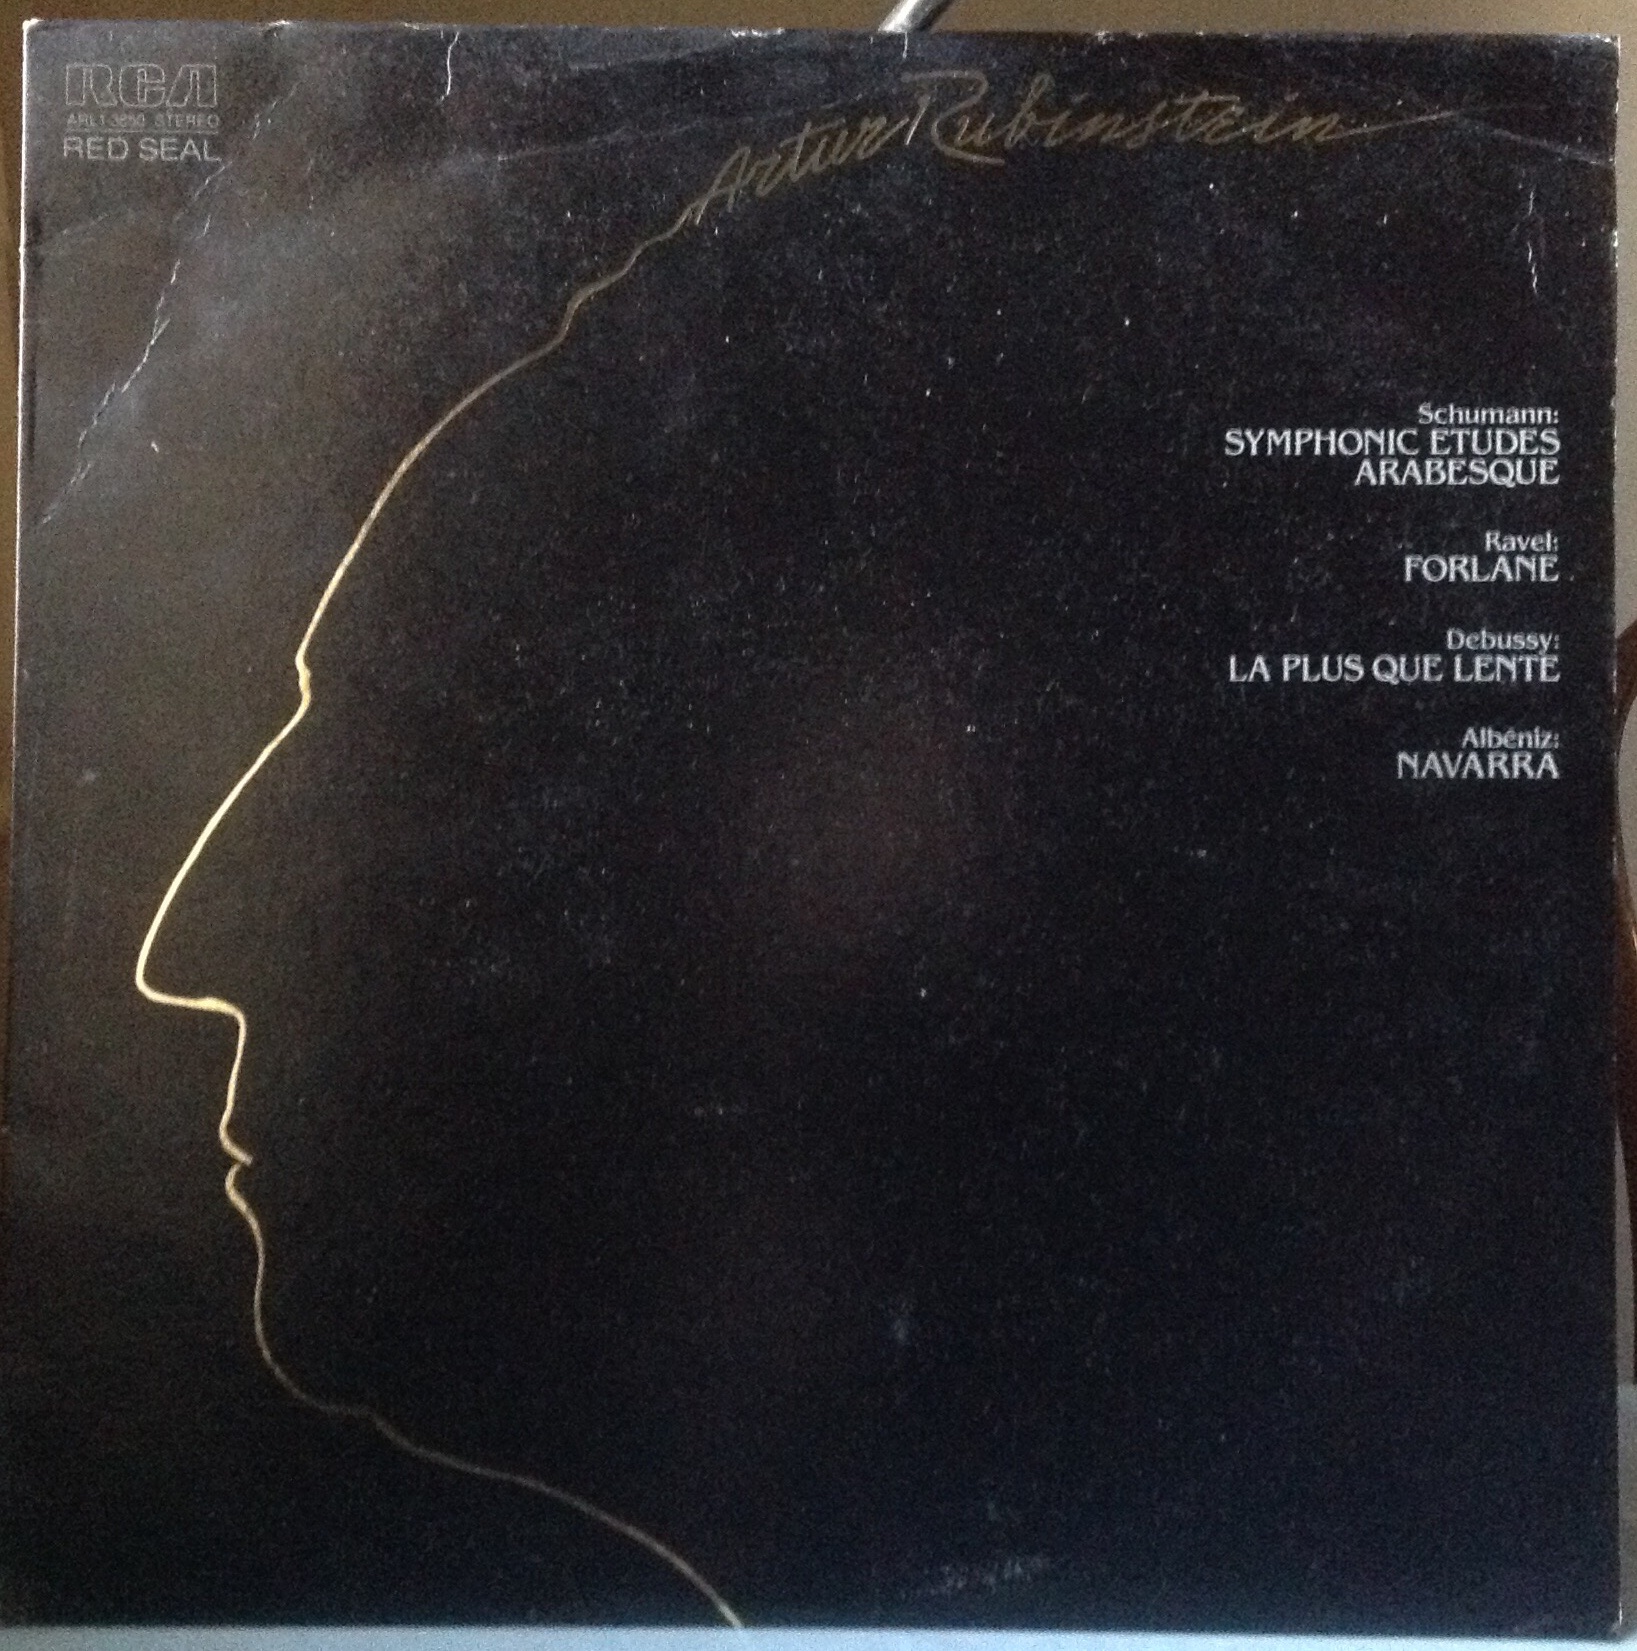 RCA
ARL1-3850 STEREO
RED SEAL
Artur Rubinstein
Schumann:
SYMPHONIC ETUDES
ARABESQUE
Ravel:
FORLANE
Debussy:
LA PLUS QUE LENTE
Albéniz:
NAVARRA